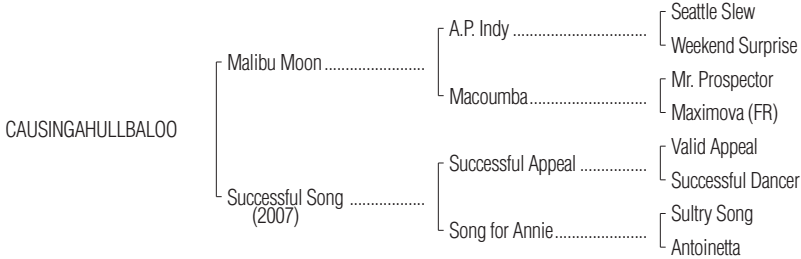 CAUSINGAHULLBALOO
Malibu Moon
A.P. Indy
Seattle Slew
Weekend Surprise
Macoumba
Mr. Prospector
Maximova (FR)
Successful Song
(2007)
Successful Appeal
Valid Appeal
Successful Dancer
Song for Annie
Sultry Song
Antoinetta